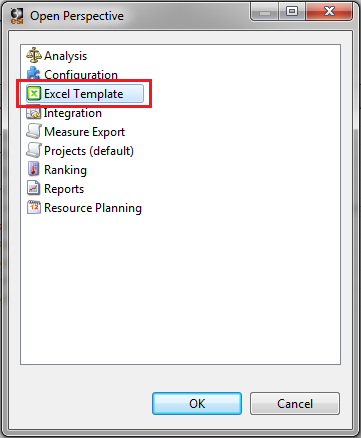 Open Perspective
Analysis
Configuration
Excel Template
Integration
Measure Export
Projects (default)
Ranking
Reports
Resource Planning
OK
Cancel